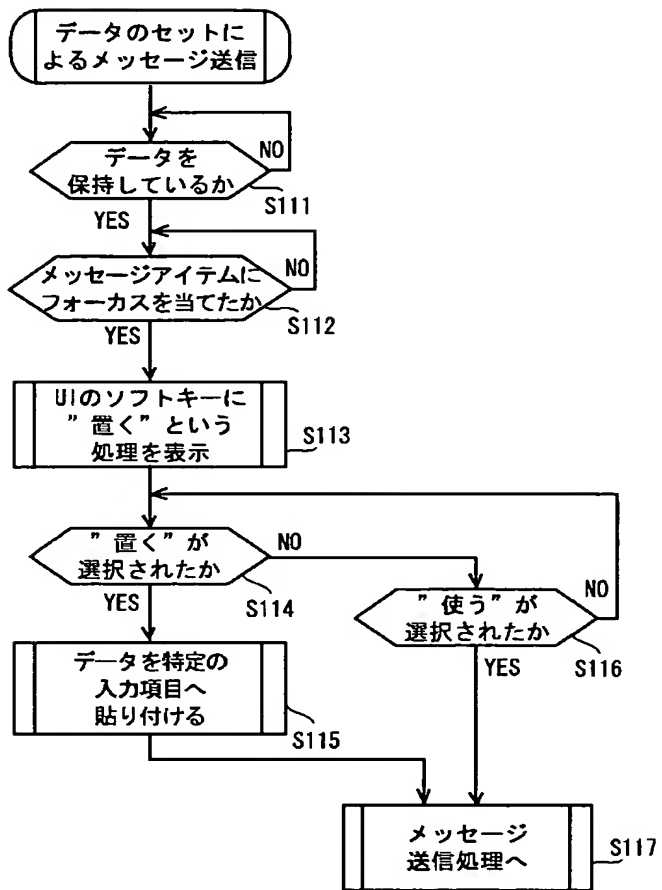 データのセットに
よるメッセージ送信
データを
保持しているか
NO
S111
YES
メッセージアイテムに
フォーカスを当てたか
NO
S112
YES
UIのソフトキーに
”置く”という
処理を表示
S113
”置く”が
選択されたか
NO
S114
YES
”使う”が
選択されたか
NO
S116
YES
データを特定の
入力項目へ
貼り付ける
S115
メッセージ
送信処理へ
S117